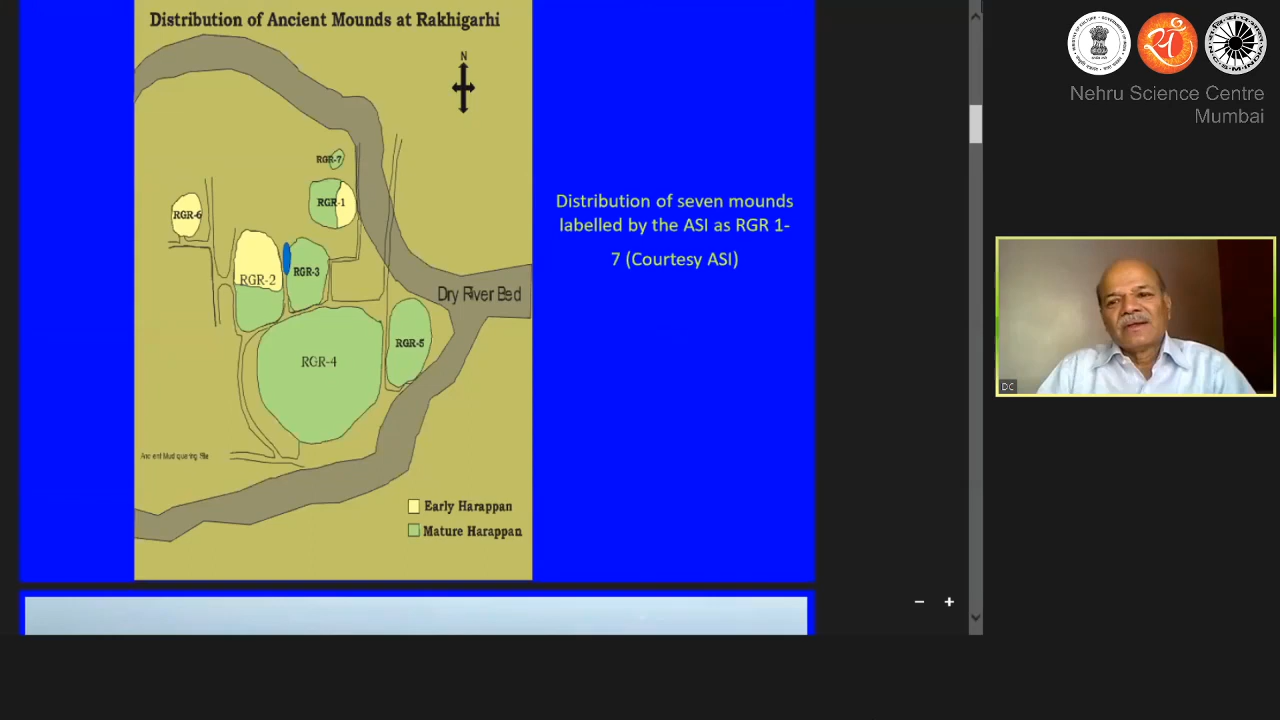 Distribution of Ancient Mounds at Rakhigarhi
N
RGR-7
RGR-1
RGR-6
RGR-2
RGR-3
Dry River Bed
RGR-5
RGR-4
Early Harappan
Mature Harappan
Distribution of seven mounds
labelled by the ASI as RGR 1-
7 (Courtesy ASI)
Nehru Science Centre
Mumbai
DC